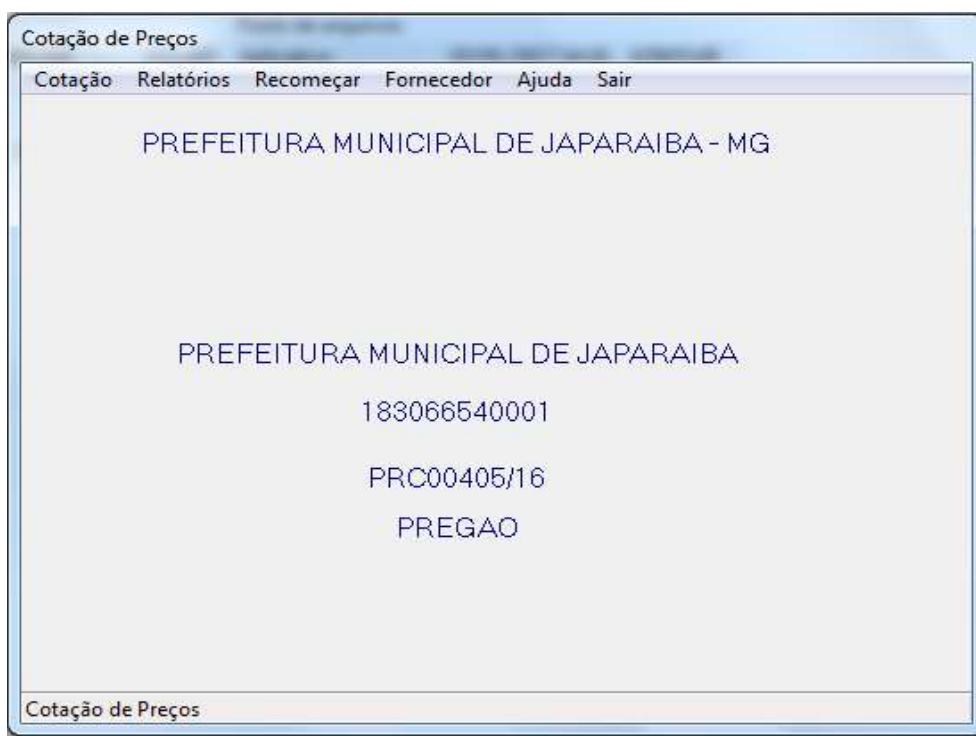 Cotação de Preços
Cotação Relatórios Recomeçar Fornecedor Ajuda Sair
PREFEITURA MUNICIPAL DE JAPARAIBA - MG
PREFEITURA MUNICIPAL DE JAPARAIBA
183066540001
PRC00405/16
PREGAO
Cotação de Preços